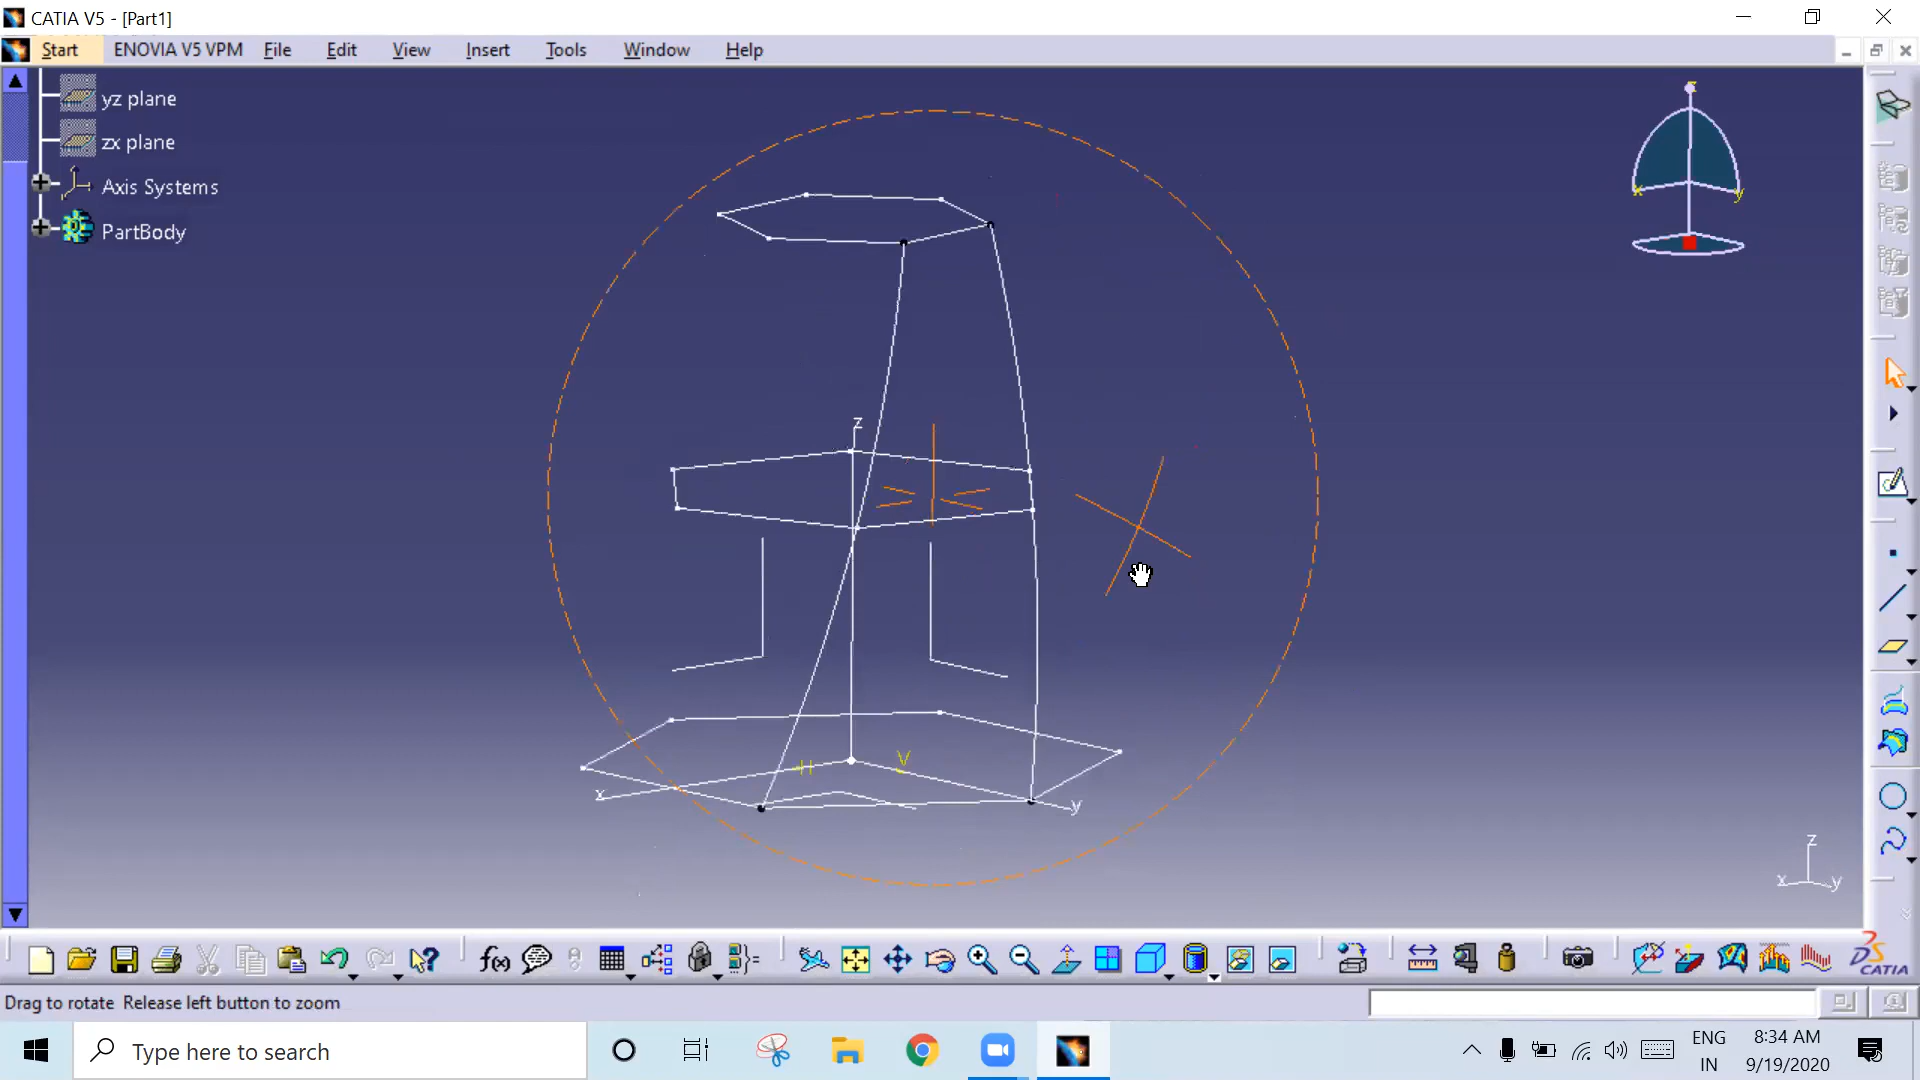 CATIA V5 - [Part1]
Start ENOVIA V5 VPM File Edit View Insert Tools Window Help
yz plane
zx plane
Axis Systems
PartBody
z
x
y
z
H
V
x
y
z
x
y
f(x)
CATIA
Drag to rotate Release left button to zoom
Type here to search
ENG
IN
8:34 AM
9/19/2020